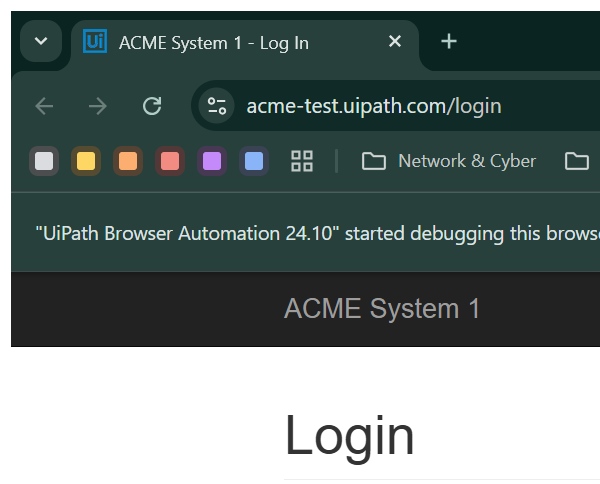 Ui
ACME System 1 - Log In
acme-test.uipath.com/login
Network & Cyber
"UiPath Browser Automation 24.10" started debugging this
ACME System 1
Login